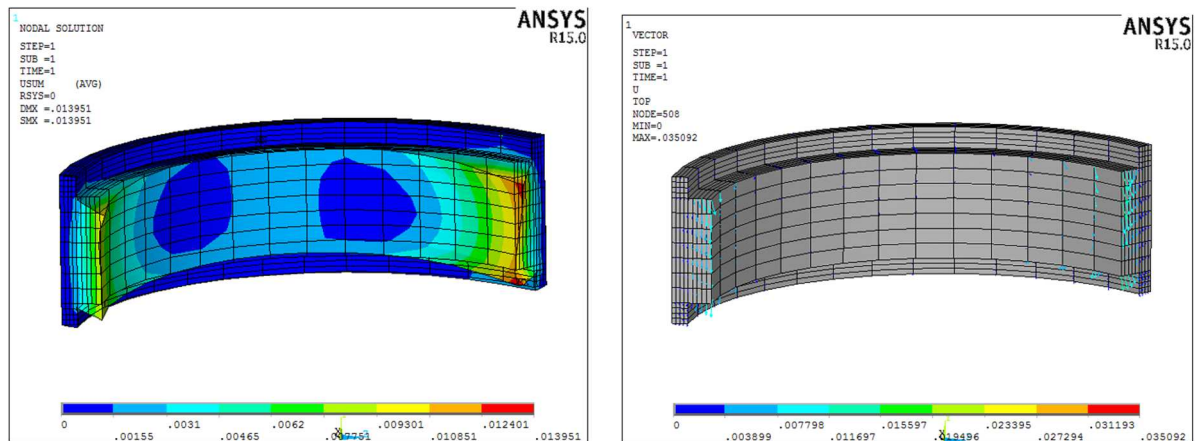 1
NODAL SOLUTION
STEP=1
SUB =1
TIME=1
USUM (AVG)
RSYS=0
DMX =.013951
SMX =.013951
ANSYS
R15.0
0 .0031 .0062 .009301 .012401
.00155 .00465 .010851 .013951
1
VECTOR
STEP=1
SUB =1
TIME=1
U
TOP
NODE=508
MIN=0
MAX=.035092
ANSYS
R15.0
0 .007798 .015597 .023395 .031193
.003899 .011697 .019496 .027294 .035092